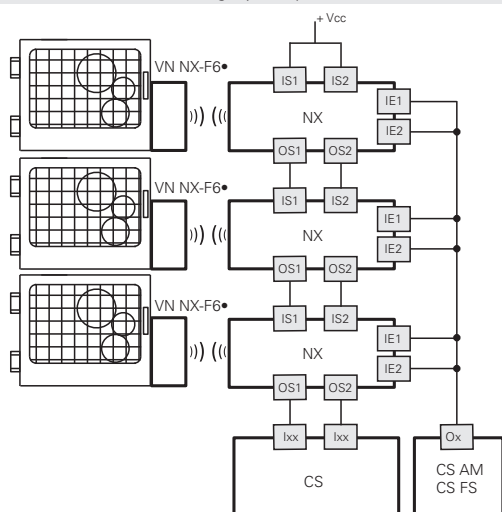 + Vcc
VN NX-F6•
IS1 IS2
IE1
NX
IE2
OS1 OS2
VN NX-F6•
IS1 IS2
IE1
NX
IE2
OS1 OS2
VN NX-F6•
IS1 IS2
IE1
NX
IE2
OS1 OS2
Ixx Ixx Ox
CS
CS AM
CS FS